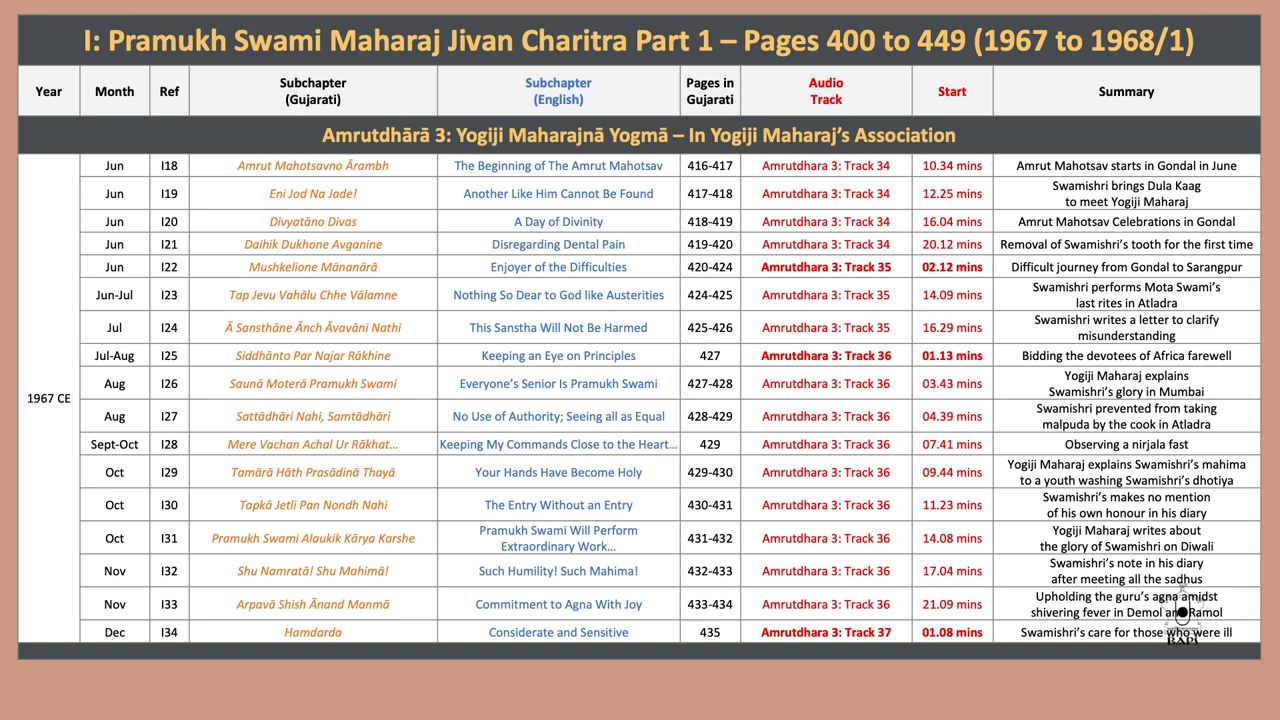 I: Pramukh Swami Maharaj Jivan Charitra Part 1 – Pages 400 to 449 (1967 to 1968/1)
Year Month Ref Subchapter (Gujarati) Subchapter (English) Pages in Gujarati Audio Track Start Summary
Amrutdhārā 3: Yogiji Maharajnā Yogmā – In Yogiji Maharaj’s Association
1967 CE
Jun I18 Amrut Mahotsavno Ārambh The Beginning of The Amrut Mahotsav 416-417 Amrutdhara 3: Track 34 10.34 mins Amrut Mahotsav starts in Gondal in June
Jun I19 Eni Jod Na Jade! Another Like Him Cannot Be Found 417-418 Amrutdhara 3: Track 34 12.25 mins Swamishri brings Dula Kaag to meet Yogiji Maharaj
Jun I20 Divyatāno Divas A Day of Divinity 418-419 Amrutdhara 3: Track 34 16.04 mins Amrut Mahotsav Celebrations in Gondal
Jun I21 Daihik Dukhone Avganine Disregarding Dental Pain 419-420 Amrutdhara 3: Track 34 20.12 mins Removal of Swamishri’s tooth for the first time
Jun I22 Mushkelione Mānanārā Enjoyer of the Difficulties 420-424 Amrutdhara 3: Track 35 02.12 mins Difficult journey from Gondal to Sarangpur
Jun-Jul I23 Tap Jevu Vahālu Chhe Vālamne Nothing So Dear to God like Austerities 424-425 Amrutdhara 3: Track 35 14.09 mins Swamishri performs Mota Swami’s last rites in Atladra
Jul I24 Ā Sansthāne Ānch Āvavāni Nathi This Sanstha Will Not Be Harmed 425-426 Amrutdhara 3: Track 35 16.29 mins Swamishri writes a letter to clarify misunderstanding
Jul-Aug I25 Siddhānto Par Najar Rākhine Keeping an Eye on Principles 427 Amrutdhara 3: Track 36 01.13 mins Bidding the devotees of Africa farewell
Aug I26 Saunā Moterā Pramukh Swami Everyone’s Senior Is Pramukh Swami 427-428 Amrutdhara 3: Track 36 03.43 mins Yogiji Maharaj explains Swamishri’s glory in Mumbai
Aug I27 Sattādhāri Nahi, Samtādhāri No Use of Authority; Seeing all as Equal 428-429 Amrutdhara 3: Track 36 04.39 mins Swamishri prevented from taking malpuda by the cook in Atladra
Sept-Oct I28 Mere Vachan Achal Ur Rākhat… Keeping My Commands Close to the Heart… 429 Amrutdhara 3: Track 36 07.41 mins Observing a nirjala fast
Oct I29 Tamārā Hāth Prasādinā Thayā Your Hands Have Become Holy 429-430 Amrutdhara 3: Track 36 09.44 mins Yogiji Maharaj explains Swamishri’s mahima to a youth washing Swamishri’s dhotiya
Oct I30 Tapkā Jetli Pan Nondh Nahi The Entry Without an Entry 430-431 Amrutdhara 3: Track 36 11.23 mins Swamishri’s makes no mention of his own honour in his diary
Oct I31 Pramukh Swami Alaukik Kārya Karshe Pramukh Swami Will Perform Extraordinary Work… 431-432 Amrutdhara 3: Track 36 14.08 mins Yogiji Maharaj writes about the glory of Swamishri on Diwali
Nov I32 Shu Namratā! Shu Mahimā! Such Humility! Such Mahima! 432-433 Amrutdhara 3: Track 36 17.04 mins Swamishri’s note in his diary after meeting all the sadhus
Nov I33 Arpavā Shish Ānand Manmā Commitment to Agna With Joy 433-434 Amrutdhara 3: Track 36 21.09 mins Upholding the guru’s agna amidst shivering fever in Demol and Ramol
Dec I34 Hamdarda Considerate and Sensitive 435 Amrutdhara 3: Track 37 01.08 mins Swamishri’s care for those who were ill
BAPS